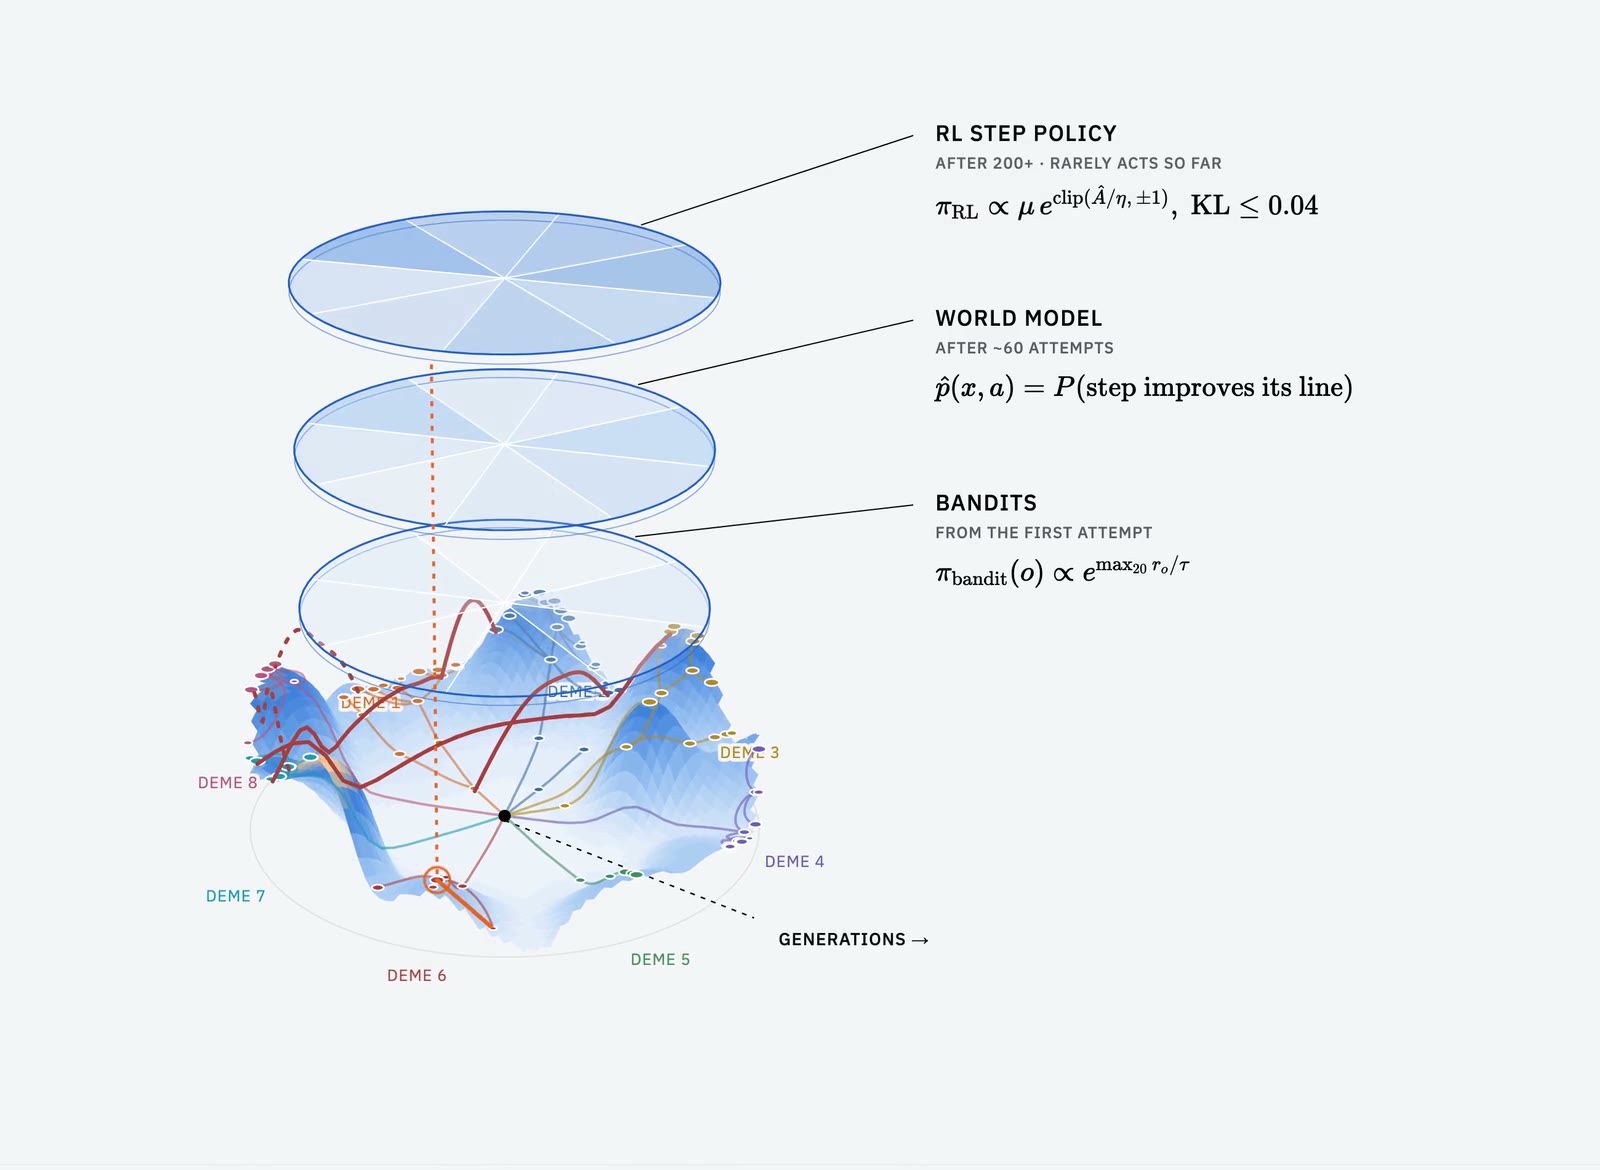 RL STEP POLICY
AFTER 200+ · RARELY ACTS SO FAR
π_RL ∝ μ e^{clip(Â/η, ±1)}, KL ≤ 0.04
WORLD MODEL
AFTER ~60 ATTEMPTS
p̂(x, a) = P(step improves its line)
BANDITS
FROM THE FIRST ATTEMPT
π_bandit(o) ∝ e^{max_20 r_o/τ}
DEME 1
DEME
DEME 3
DEME 8
DEME 4
DEME 7
GENERATIONS →
DEME 5
DEME 6